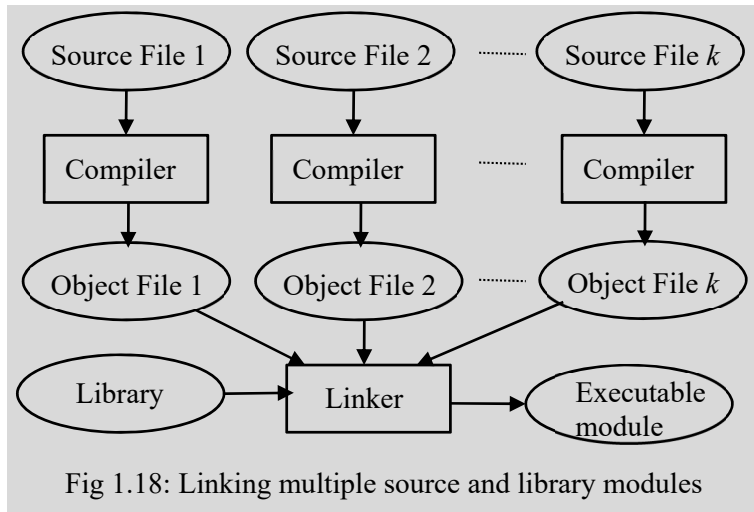 Source File 1 Source File 2 Source File k
Compiler Compiler Compiler
Object File 1 Object File 2 Object File k
Library Linker Executable
module
Fig 1.18: Linking multiple source and library modules